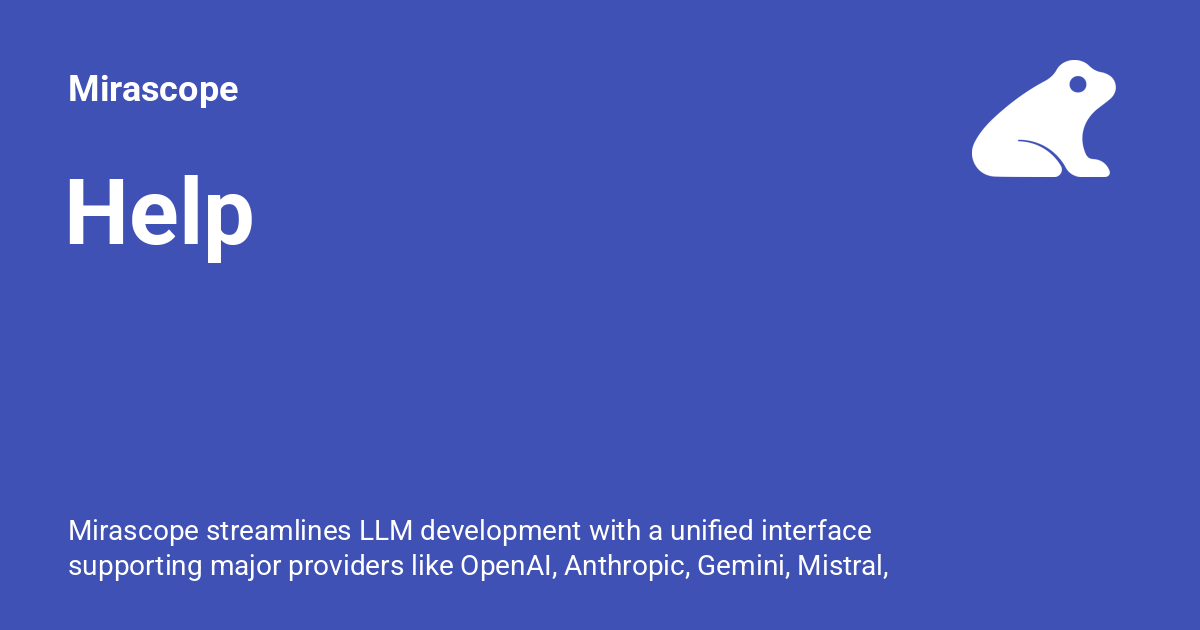 Mirascope
Help
Mirascope streamlines LLM development with a unified interface
supporting major providers like OpenAI, Anthropic, Gemini, Mistral,